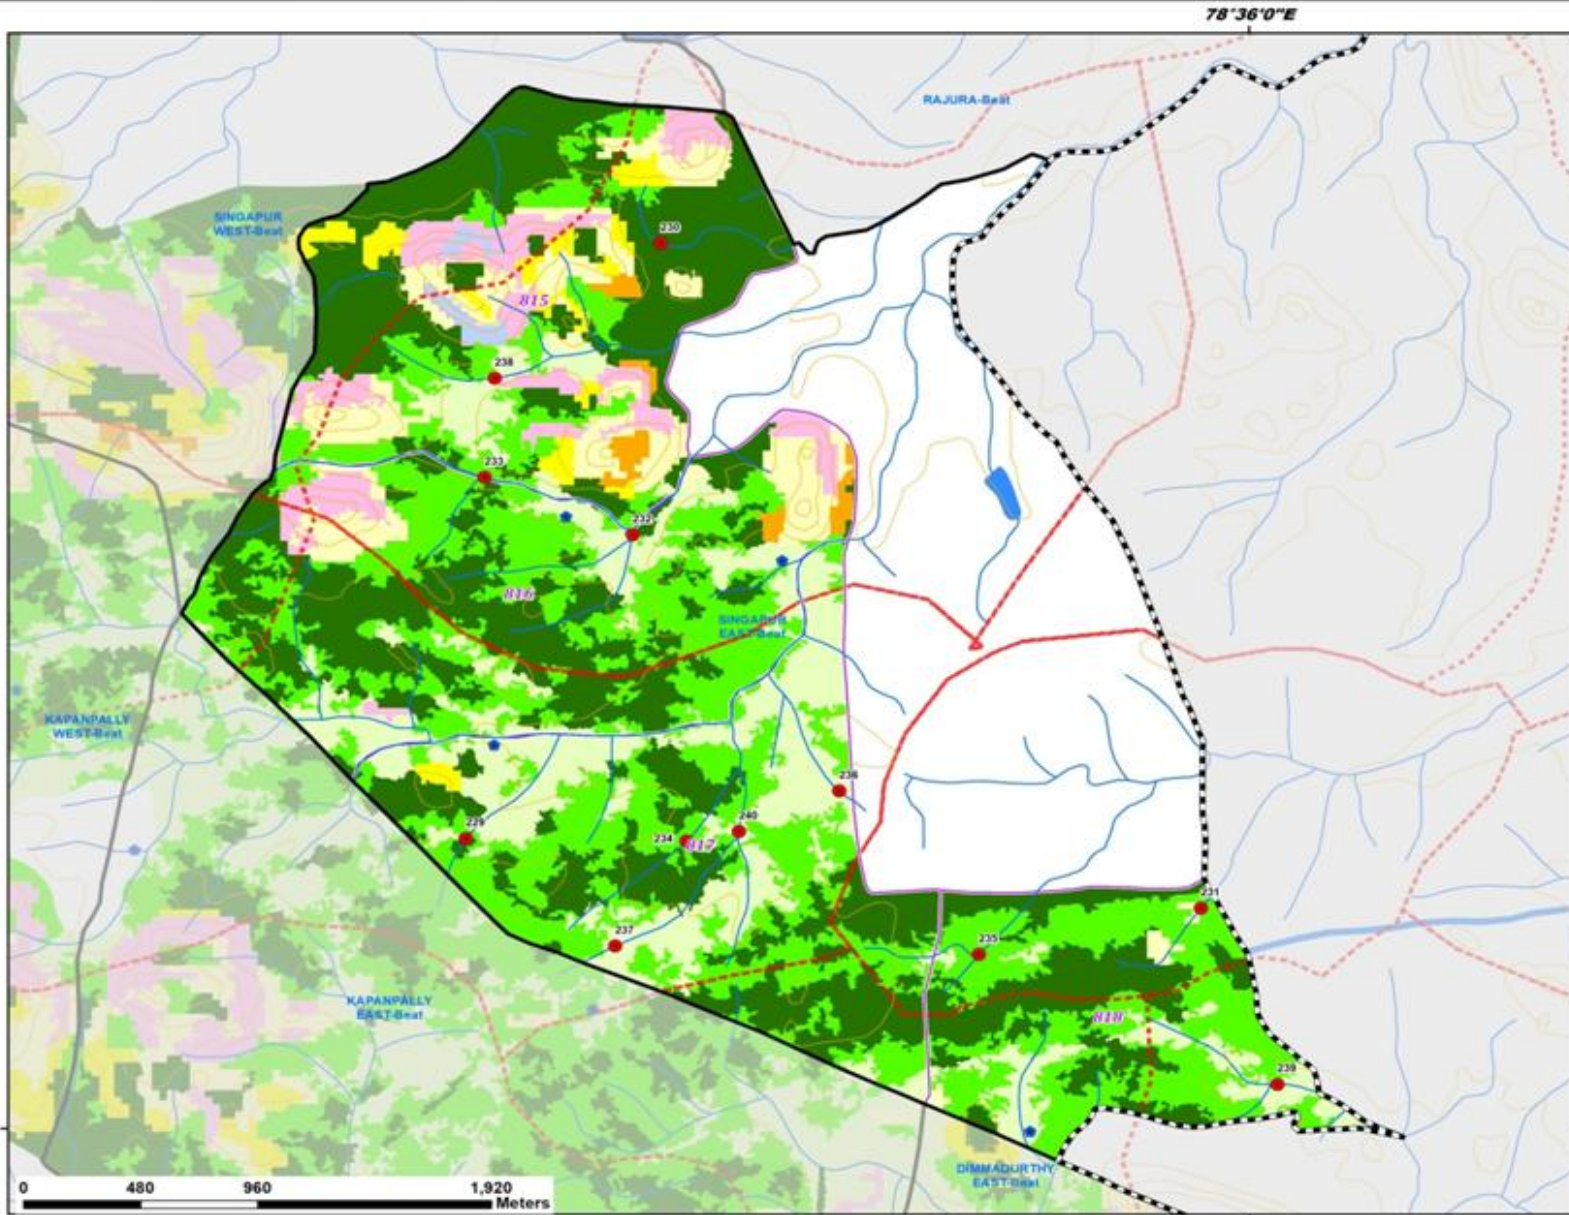 78°36'0"E
RAJURA-Beat
SINGAPUR
WEST-Beat
230
815
238
233
232
816
SINGAPUR
EAST-Beat
KAPANPALLY
WEST-Beat
236
240
229
234
817
231
237
235
KAPANPALLY
EAST-Beat
818
239
DIMMADURTHY
EAST-Beat
0 480 960 1,920
Meters